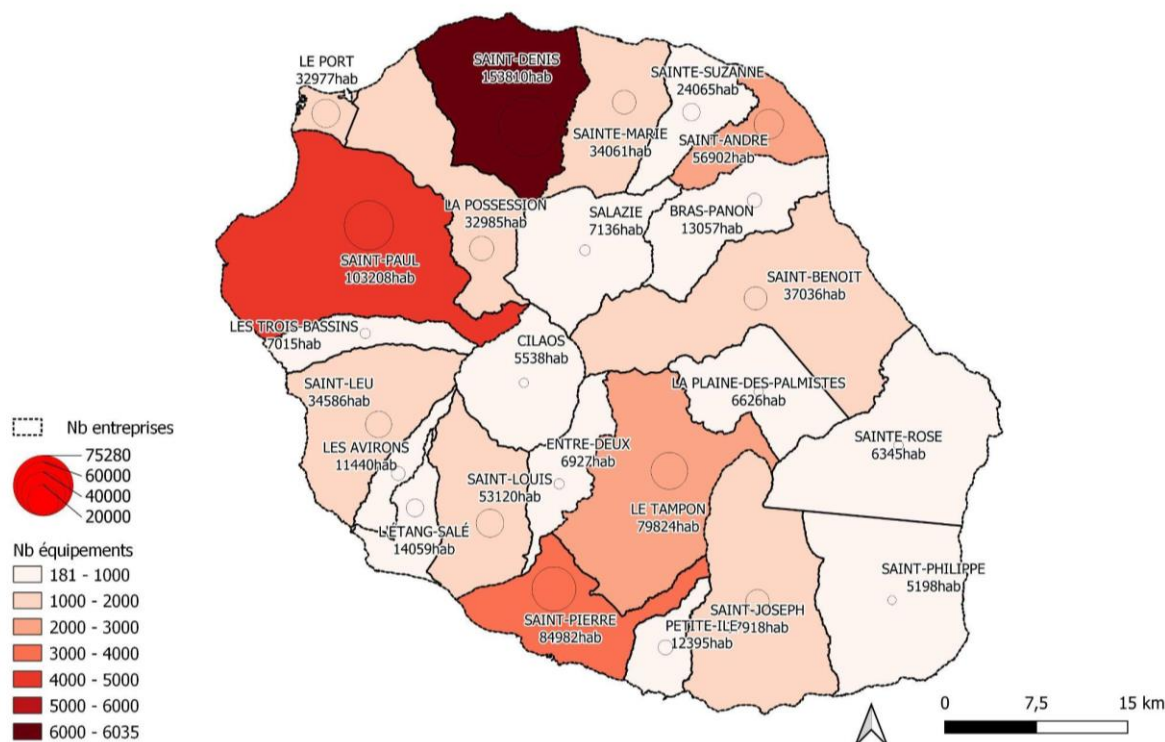 SAINT-DENIS
153810hab
LE PORT
32977hab
SAINTE-SUZANNE
24065hab
SAINTE-MARIE
34061hab
SAINT-ANDRE
56902hab
LA POSSESSION
32985hab
SALAZIE
7136hab
BRAS-PANON
13057hab
SAINT-PAUL
103208hab
SAINT-BENOIT
37036hab
LES TROIS-BASSINS
7015hab
CILAOS
5538hab
SAINT-LEU
34586hab
LA PLAINE-DES-PALMISTES
6626hab
SAINTE-ROSE
6345hab
LES AVIRONS
11440hab
ENTRE-DEUX
6927hab
SAINT-LOUIS
53120hab
LE TAMPON
79824hab
L'ÉTANG-SALÉ
14059hab
SAINT-PHILIPPE
5198hab
SAINT-PIERRE
84982hab
SAINT-JOSEPH
PETITE-ILE
12395hab
Nb entreprises
75280
60000
40000
20000
Nb équipements
181 - 1000
1000 - 2000
2000 - 3000
3000 - 4000
4000 - 5000
5000 - 6000
6000 - 6035
0 7,5 15 km